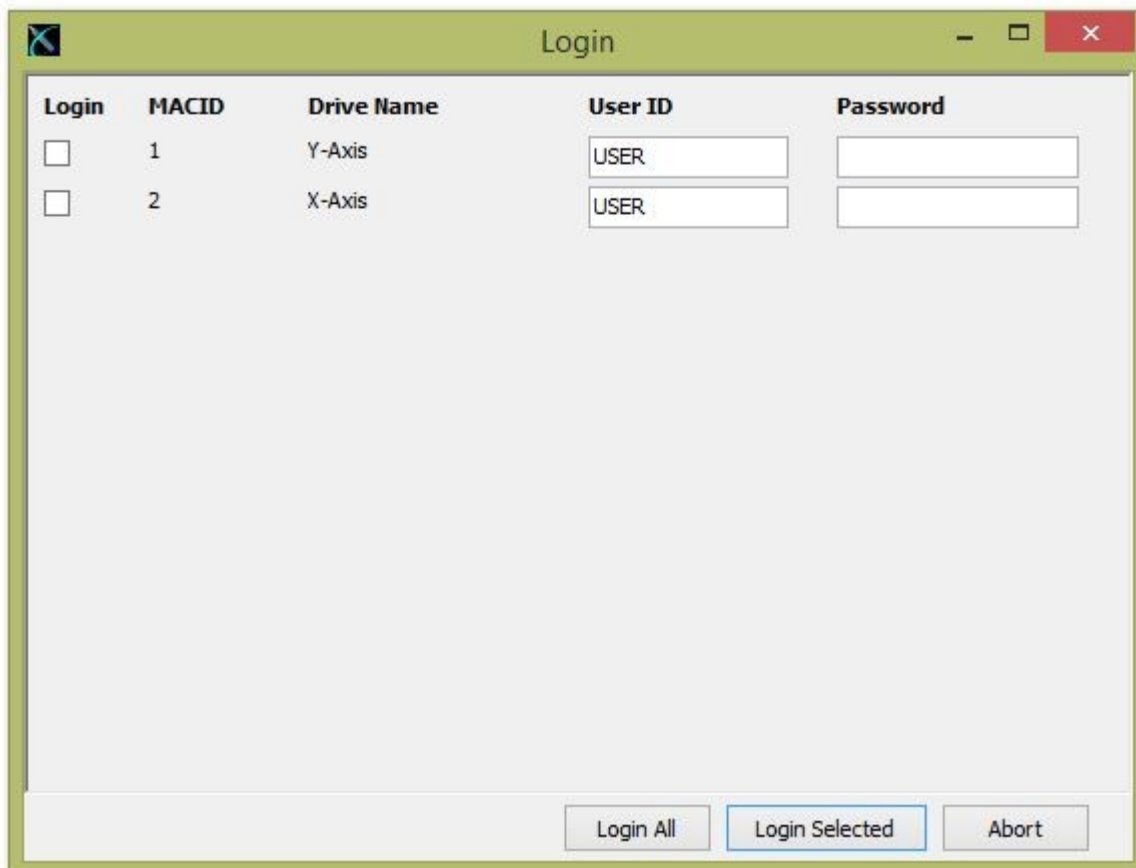 Login
Login MACID Drive Name User ID Password
1 Y-Axis USER
2 X-Axis USER
Login All Login Selected Abort